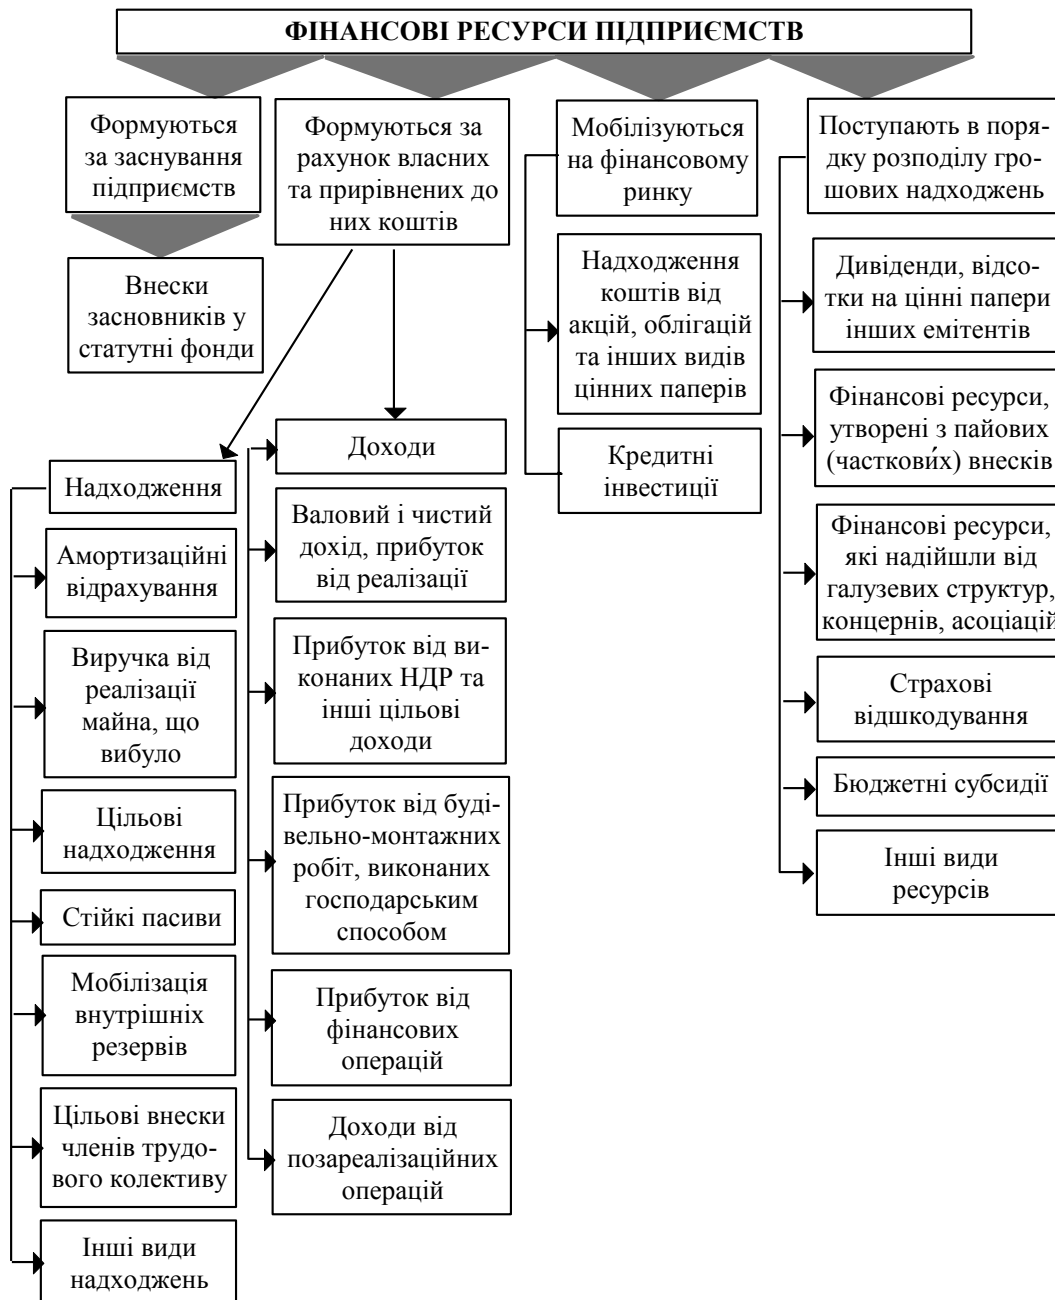 ФІНАНСОВІ РЕСУРСИ ПІДПРИЄМСТВ
Формуються
за заснування
підприємств
Внески
засновників у
статутні фонди
Формуються за
рахунок власних
та прирівнених до
них коштів
Надходження
Амортизаційні
відрахування
Виручка від
реалізації
майна, що
вибуло
Цільові
надходження
Стійкі пасиви
Мобілізація
внутрішніх
резервів
Цільові внески
членів трудо-
вого колективу
Інші види
надходжень
Доходи
Валовий і чистий
дохід, прибуток
від реалізації
Прибуток від ви-
конаних НДР та
інші цільові
доходи
Прибуток від буді-
вельно-монтажних
робіт, виконаних
господарським
способом
Прибуток від
фінансових
операцій
Доходи від
позареалізаційних
операцій
Мобілізуються
на фінансовому
ринку
Надходження
коштів від
акцій, облігацій
та інших видів
цінних паперів
Кредитні
інвестиції
Поступають в поря-
дку розподілу гро-
шових надходжень
Дивіденди, відсо-
тки на цінні папери
інших емітентів
Фінансові ресурси,
утворені з пайових
(часткови́х) внесків
Фінансові ресурси,
які надійшли від
галузевих структур,
концернів, асоціацій
Страхові
відшкодування
Бюджетні субсидії
Інші види
ресурсів